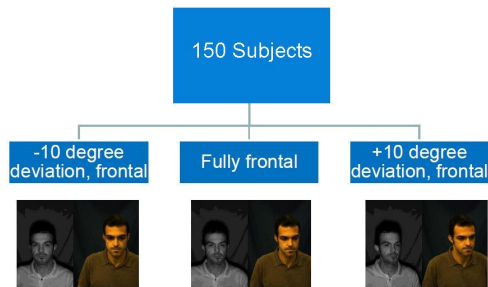 150 Subjects
-10 degree
deviation, frontal
Fully frontal
+10 degree
deviation, frontal